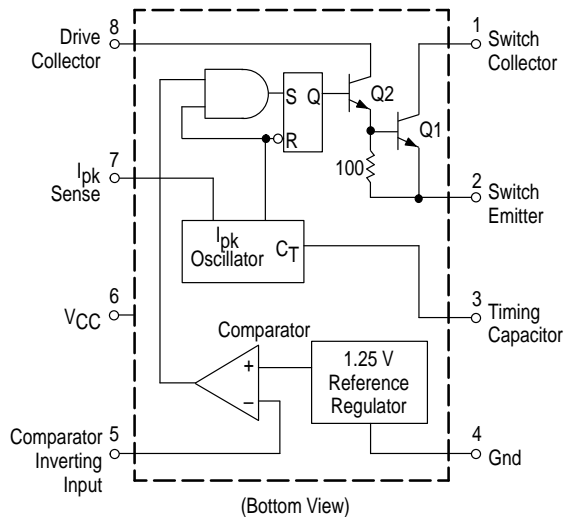 8
Drive
Collector
1
Switch
Collector
S Q
Q2
Q1
R
100
7
Ipk
Sense
2
Switch
Emitter
Ipk
Oscillator
CT
6
VCC
3
Timing
Capacitor
Comparator
+
–
1.25 V
Reference
Regulator
5
Comparator
Inverting
Input
4
Gnd
(Bottom View)